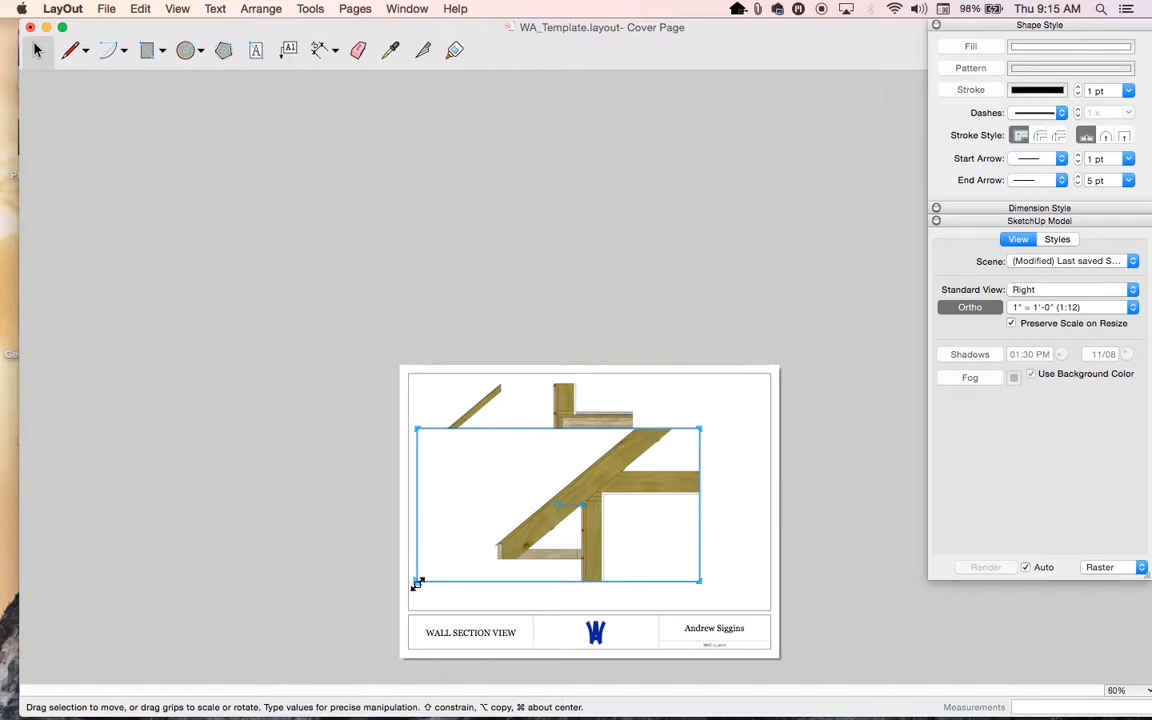 LayOut File Edit View Text Arrange Tools Pages Window Help
98% Thu 9:15 AM
WA_Template.layout- Cover Page
A A1
Shape Style
Fill
Pattern
Stroke 1 pt
Dashes: 1 x
Stroke Style:
Start Arrow: 1 pt
End Arrow: 5 pt
Dimension Style
SketchUp Model
View Styles
Scene: (Modified) Last saved S...
Standard View: Right
Ortho 1" = 1'-0" (1:12)
Preserve Scale on Resize
Shadows 01:30 PM 11/08
Fog Use Background Color
Render Auto Raster
WALL SECTION VIEW
W
Andrew Siggins
60%
Drag selection to move, or drag grips to scale or rotate. Type values for precise manipulation. ⇧ constrain, ⌥ copy, ⌘ about center.
Measurements